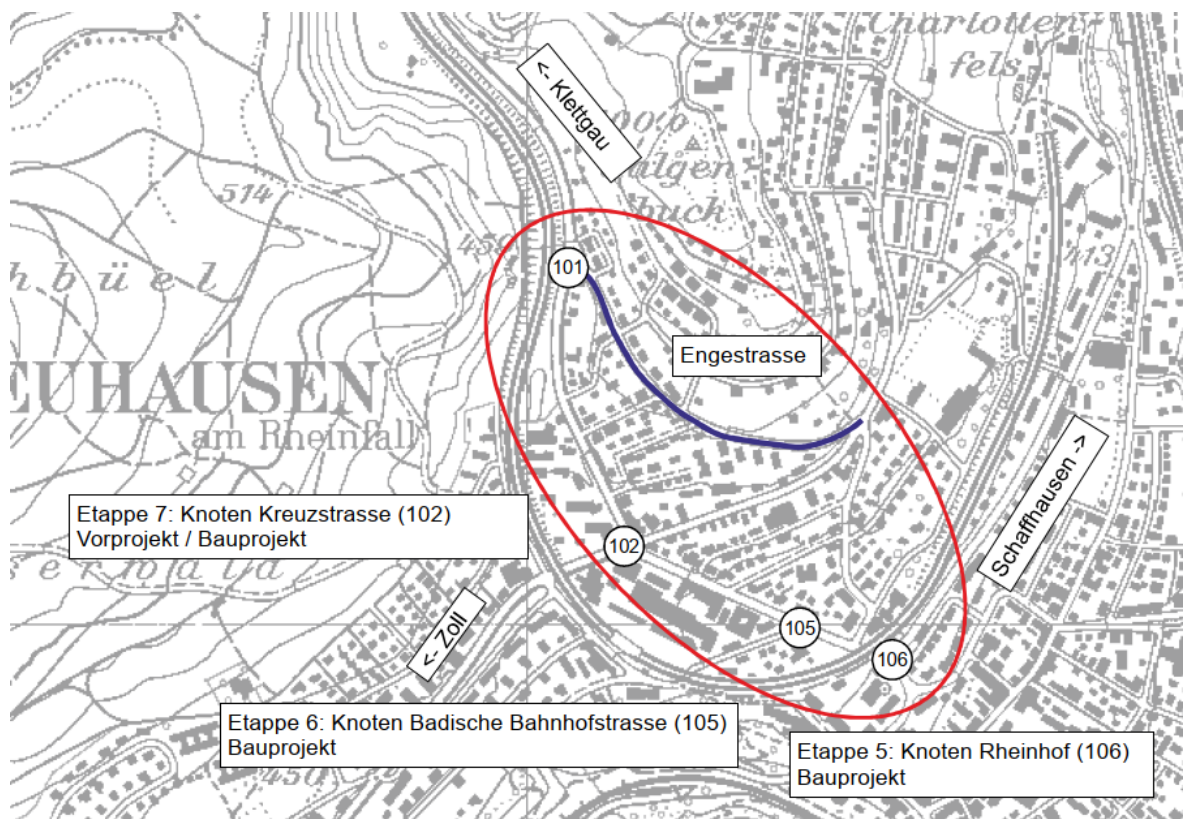 Charlotten-
fels
<- Klettgau
514
450
ulgen-
buck
101
413
hbüel
Engestrasse
EUHAUSEN
am Rheinfall
Schaffhausen ->
Etappe 7: Knoten Kreuzstrasse (102)
Vorprojekt / Bauprojekt
102
<- Zoll
105
106
Etappe 6: Knoten Badische Bahnhofstrasse (105)
Bauprojekt
Etappe 5: Knoten Rheinhof (106)
Bauprojekt
450